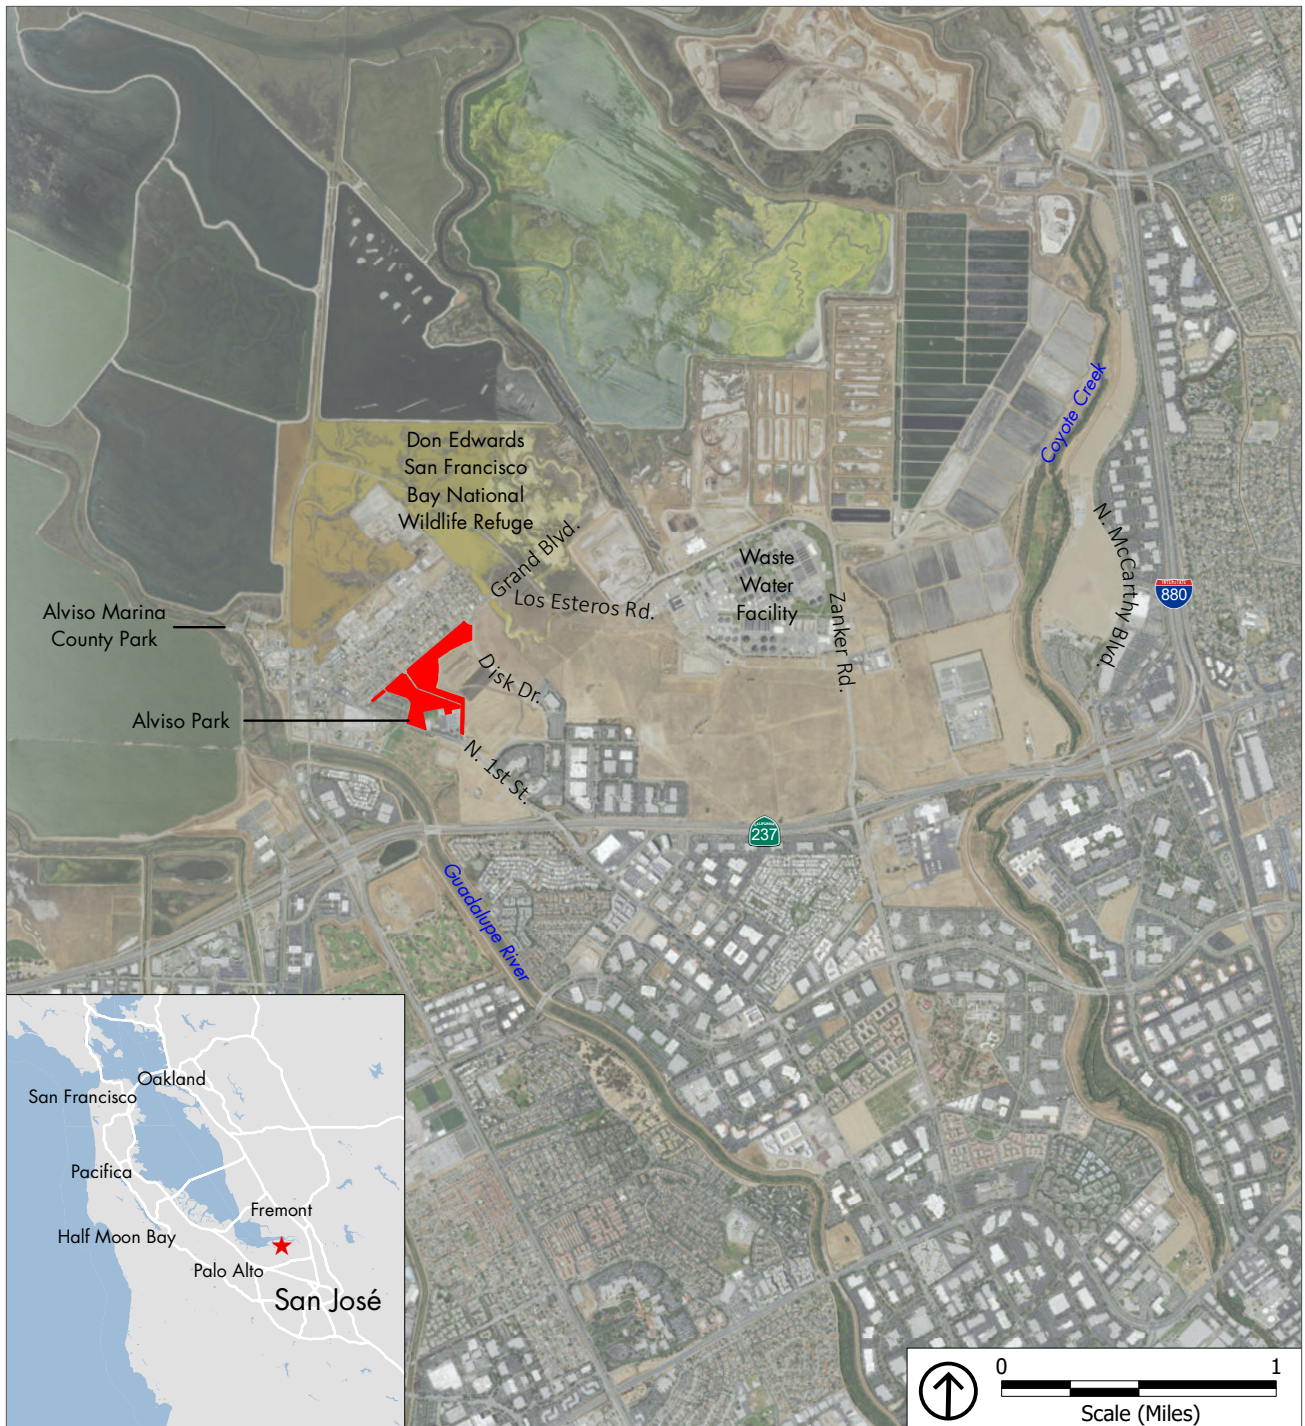 Don Edwards
San Francisco
Bay National
Wildlife Refuge
Coyote Creek
Grand Blvd.
Los Esteros Rd.
Waste
Water
Facility
N. McCarthy Blvd.
INTERSTATE
880
Zanker Rd.
Alviso Marina
County Park
Disk Dr.
Alviso Park
N. 1st St.
CALIFORNIA
237
Guadalupe River
Oakland
San Francisco
Pacifica
Fremont
Half Moon Bay
Palo Alto
San José
0 1
Scale (Miles)